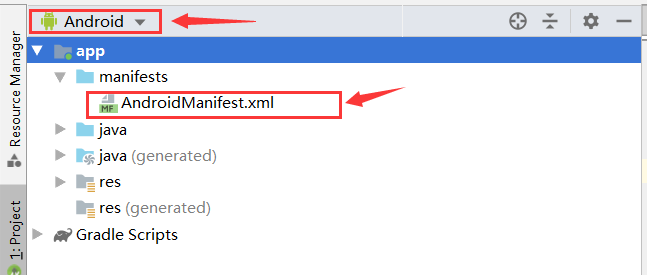 Android
Resource Manager
app
manifests
MF AndroidManifest.xml
java
java (generated)
res
res (generated)
1: Project
Gradle Scripts